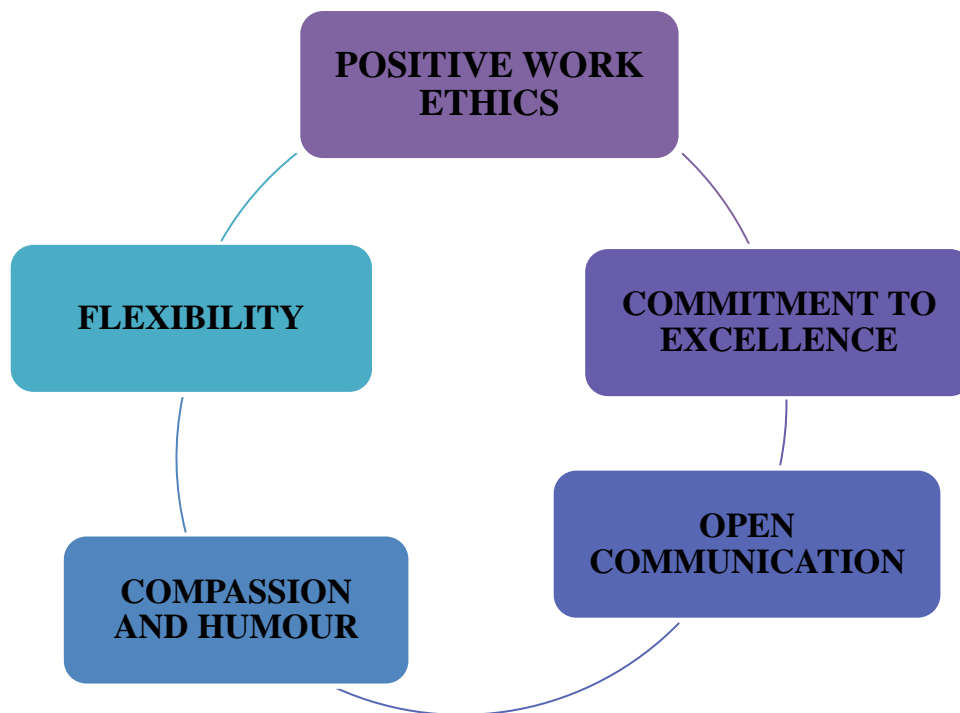 POSITIVE WORK
ETHICS
FLEXIBILITY
COMMITMENT TO
EXCELLENCE
OPEN
COMMUNICATION
COMPASSION
AND HUMOUR